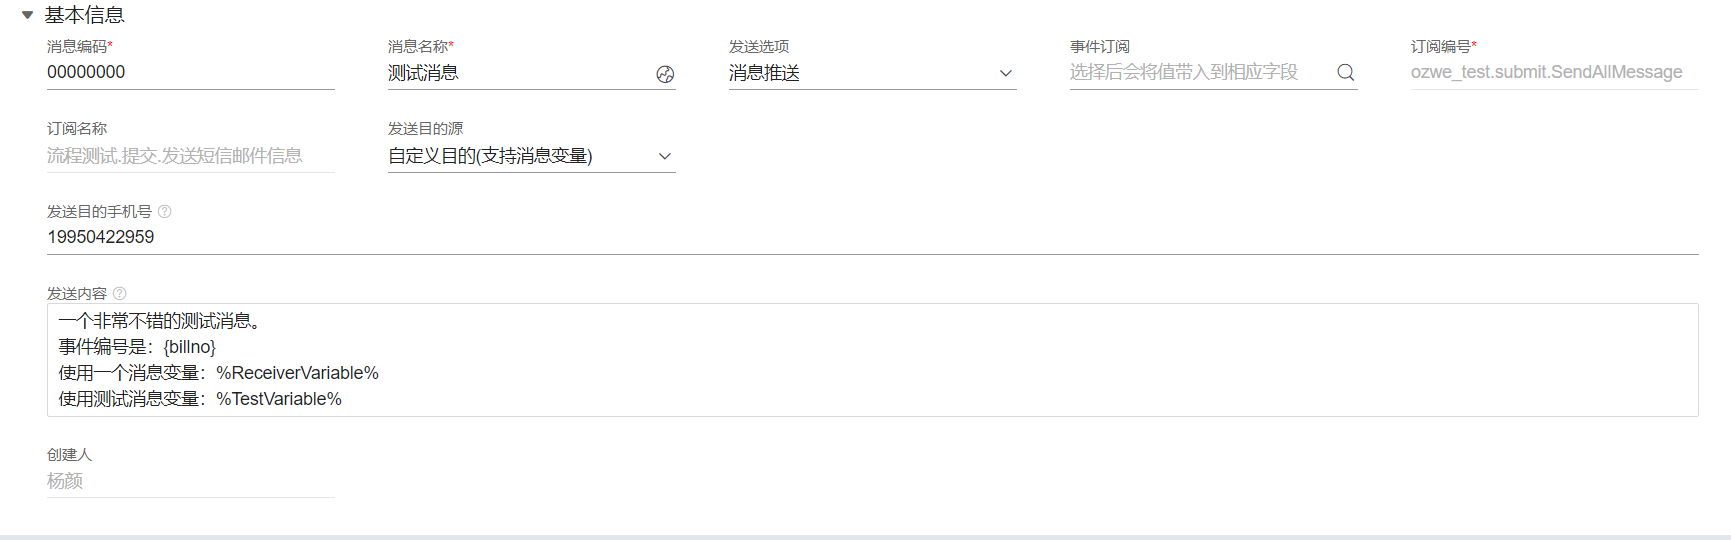 基本信息
消息编码*
00000000
消息名称*
测试消息
发送选项
消息推送
事件订阅
选择后会将值带入到相应字段
订阅编号*
ozwe_test.submit.SendAllMessage
订阅名称
流程测试.提交.发送短信邮件信息
发送目的源
自定义目的(支持消息变量)
发送目的手机号
19950422959
发送内容
一个非常不错的测试消息。
事件编号是：{billno}
使用一个消息变量：%ReceiverVariable%
使用测试消息变量：%TestVariable%
创建人
杨颜